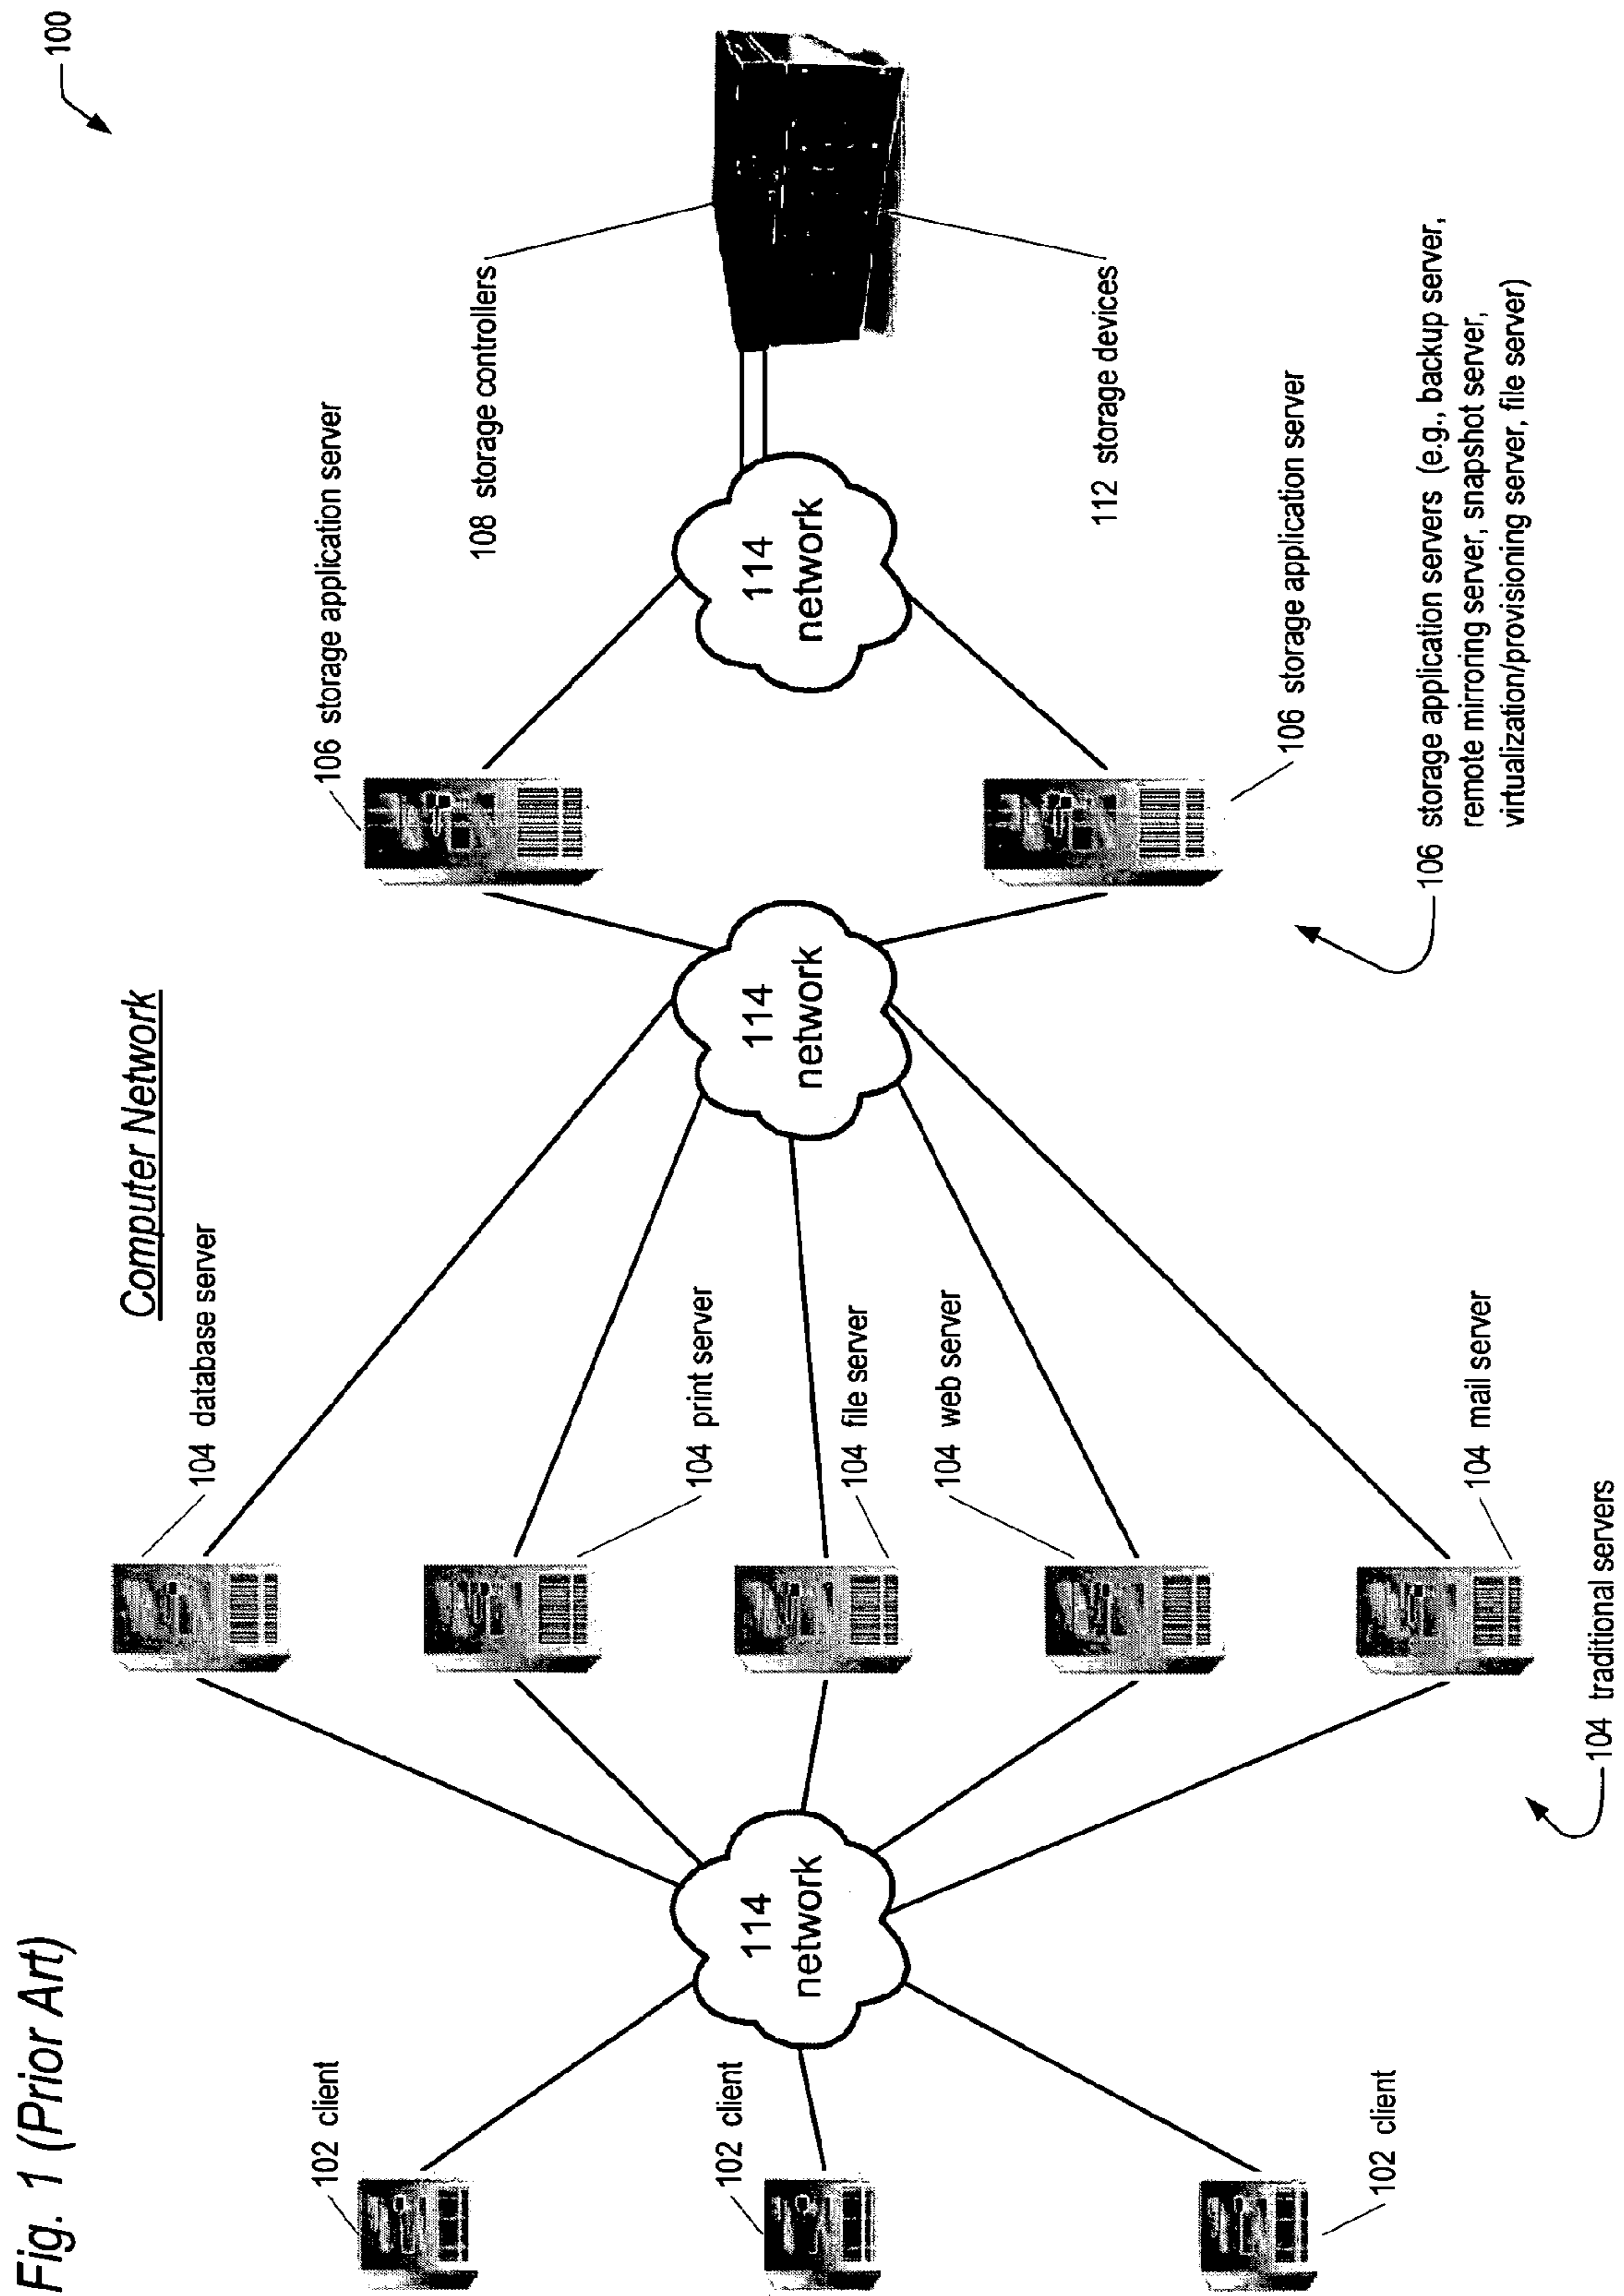 Fig. 1 (Prior Art)
Computer Network
100
102 client
102 client
102 client
114
network
104 database server
104 print server
104 file server
104 web server
104 mail server
104 traditional servers
114
network
106 storage application server
106 storage application server
106 storage application servers (e.g., backup server,
remote mirroring server, snapshot server,
virtualization/provisioning server, file server)
114
network
108 storage controllers
112 storage devices